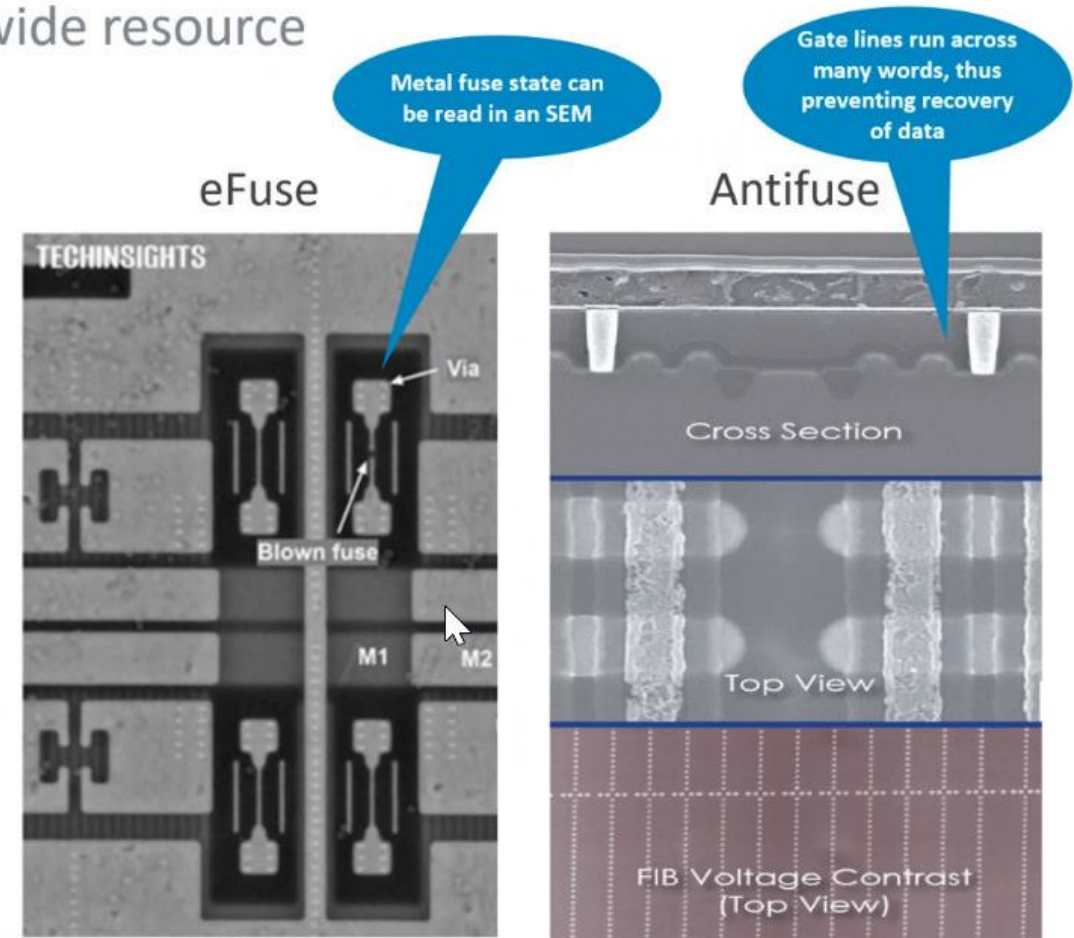 wide resource
Metal fuse state can
be read in an SEM
Gate lines run across
many words, thus
preventing recovery
of data
eFuse
Antifuse
TECHINSIGHTS
Via
Blown fuse
M1
M2
Cross Section
Top View
FIB Voltage Contrast
(Top View)